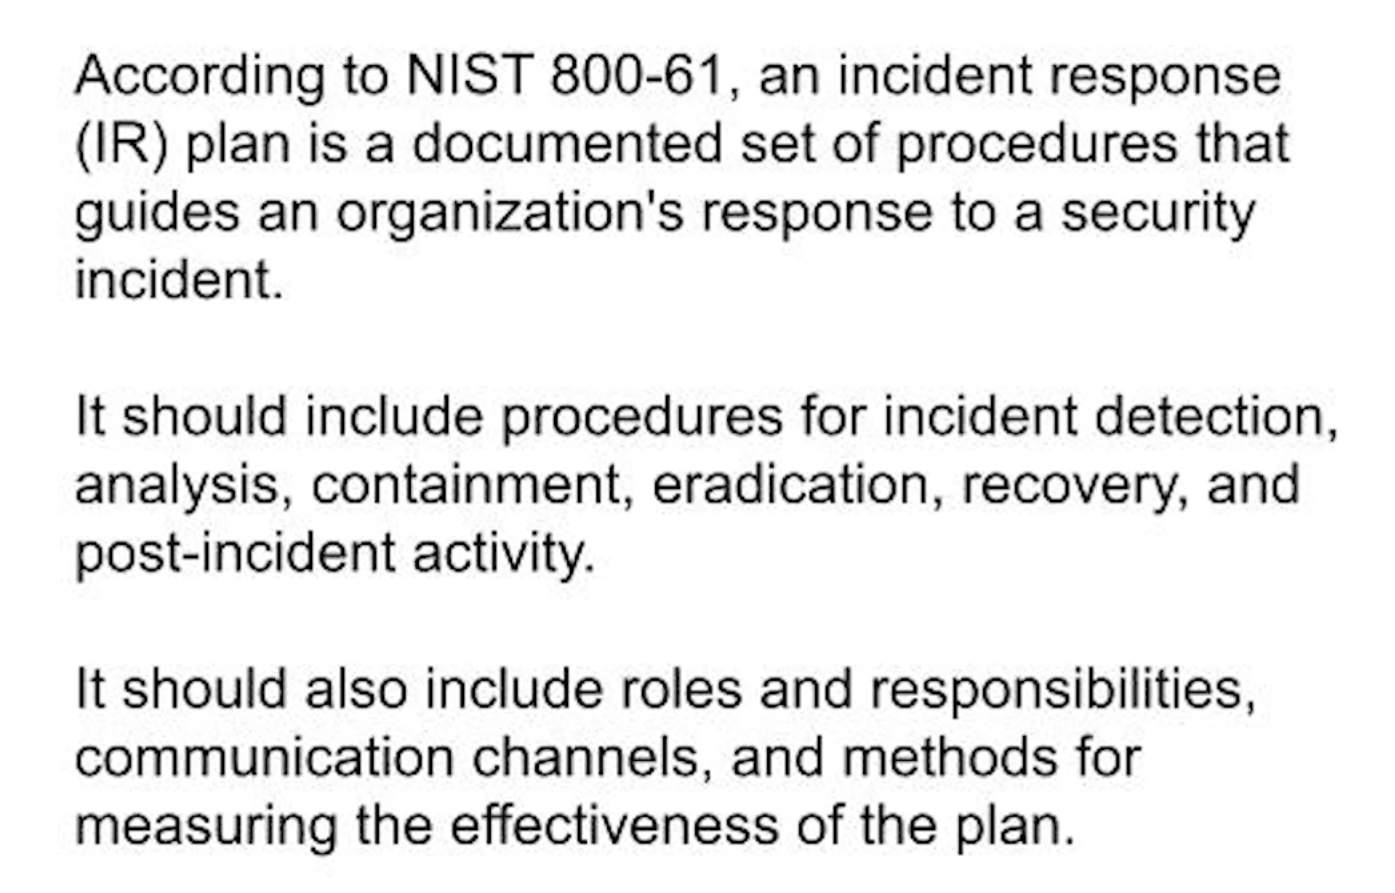 According to NIST 800-61, an incident response
(IR) plan is a documented set of procedures that
guides an organization's response to a security
incident.
It should include procedures for incident detection,
analysis, containment, eradication, recovery, and
post-incident activity.
It should also include roles and responsibilities,
communication channels, and methods for
measuring the effectiveness of the plan.